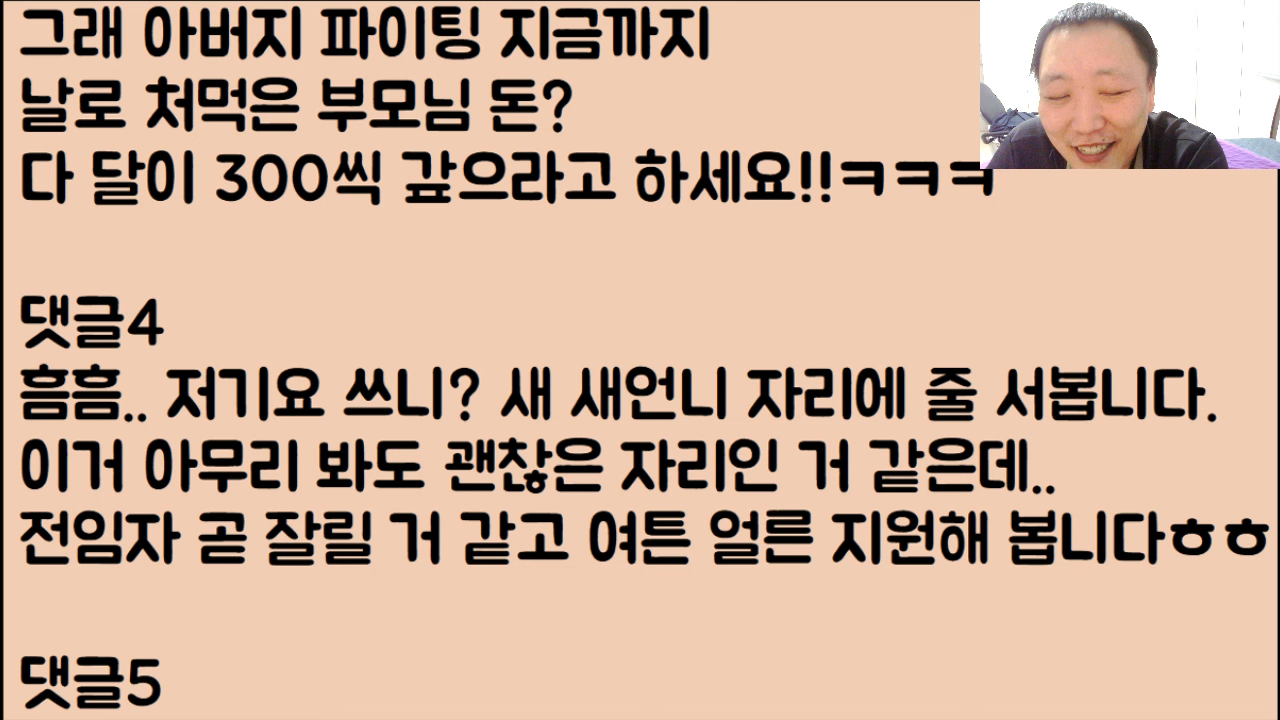 그래 아버지 파이팅 지금까지
날로 처먹은 부모님 돈?
다 달이 300씩 갚으라고 하세요!!ㅋㅋㅋ
댓글4
흠흠.. 저기요 쓰니? 새 새언니 자리에 줄 서봅니다.
이거 아무리 봐도 괜찮은 자리인 거 같은데..
전임자 곧 잘릴 거 같고 여튼 얼른 지원해 봅니다ㅎㅎ
댓글5